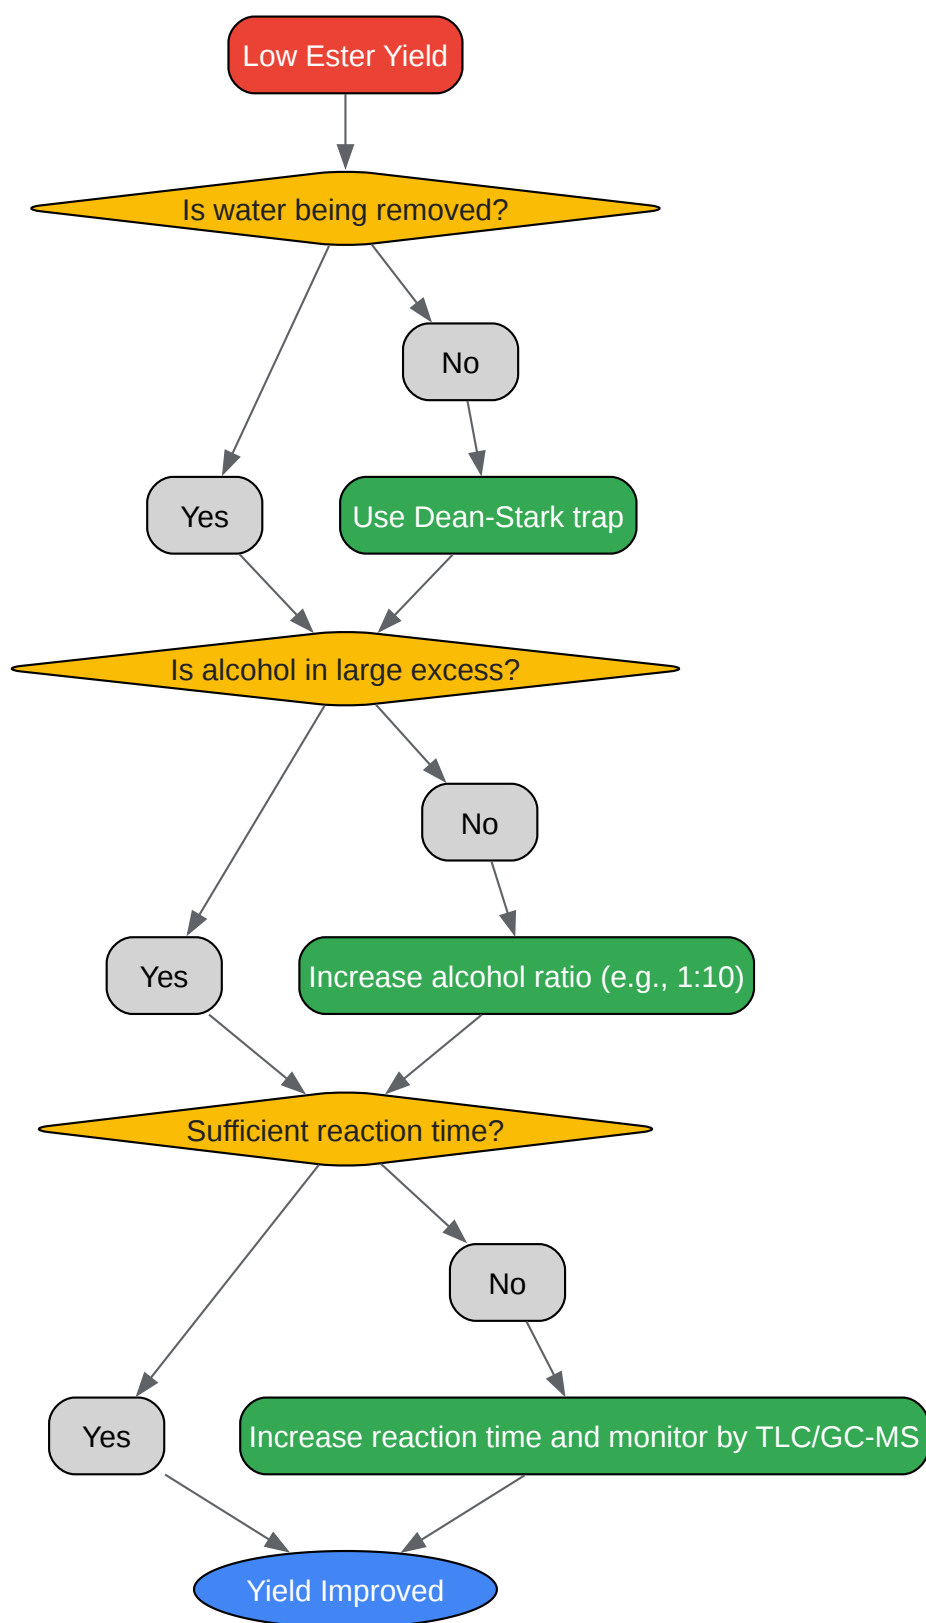 Low Ester Yield
Is water being removed?
No
Yes
Use Dean-Stark trap
Is alcohol in large excess?
No
Yes
Increase alcohol ratio (e.g., 1:10)
Sufficient reaction time?
No
Yes
Increase reaction time and monitor by TLC/GC-MS
Yield Improved